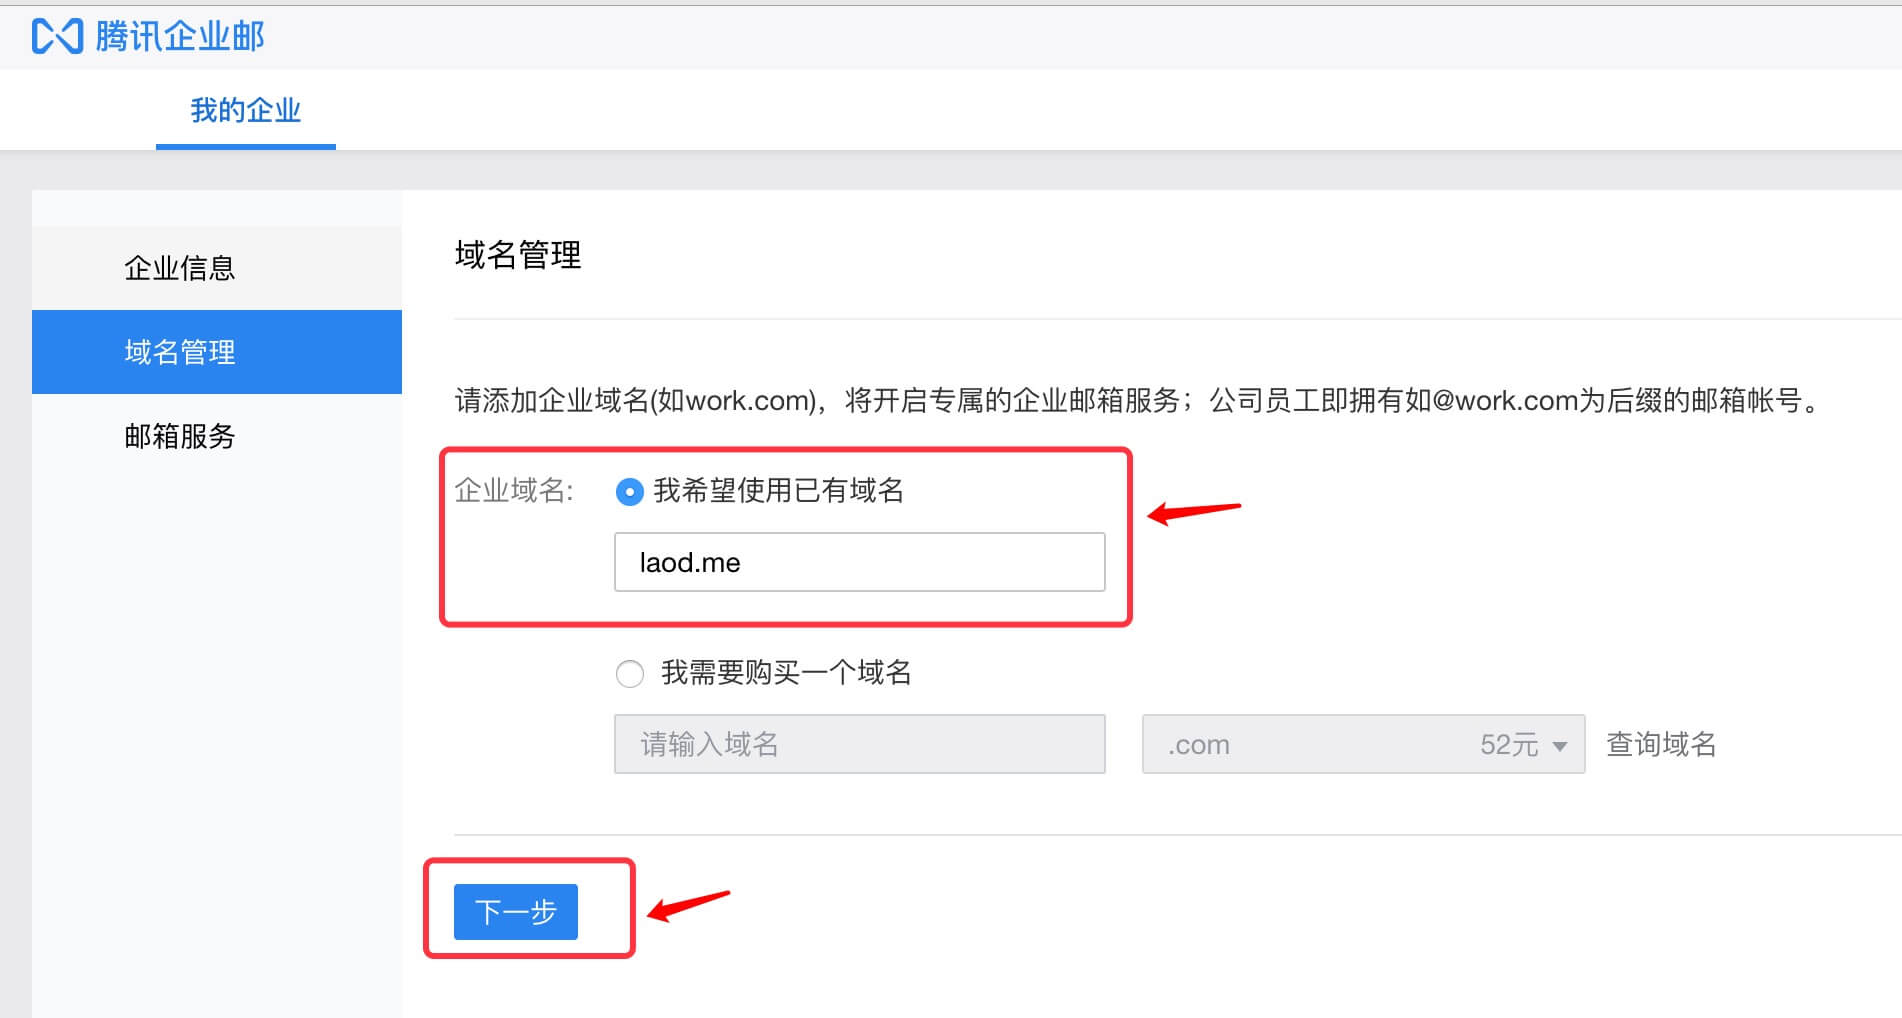 腾讯企业邮
我的企业
企业信息
域名管理
邮箱服务
域名管理
请添加企业域名(如work.com)，将开启专属的企业邮箱服务；公司员工即拥有如@work.com为后缀的邮箱帐号。
企业域名: 我希望使用已有域名
laod.me
我需要购买一个域名
请输入域名 .com 52元 查询域名
下一步